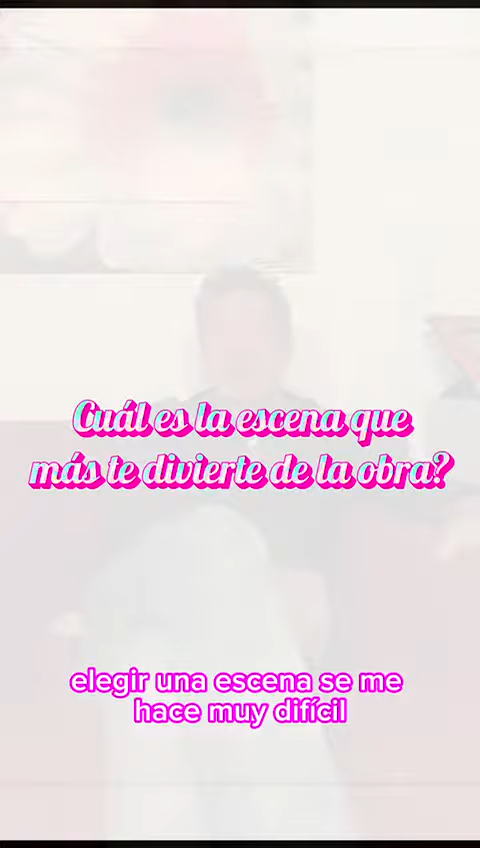 Cuál es la escena que
más te divierte de la obra?
elegir una escena se me
hace muy difícil